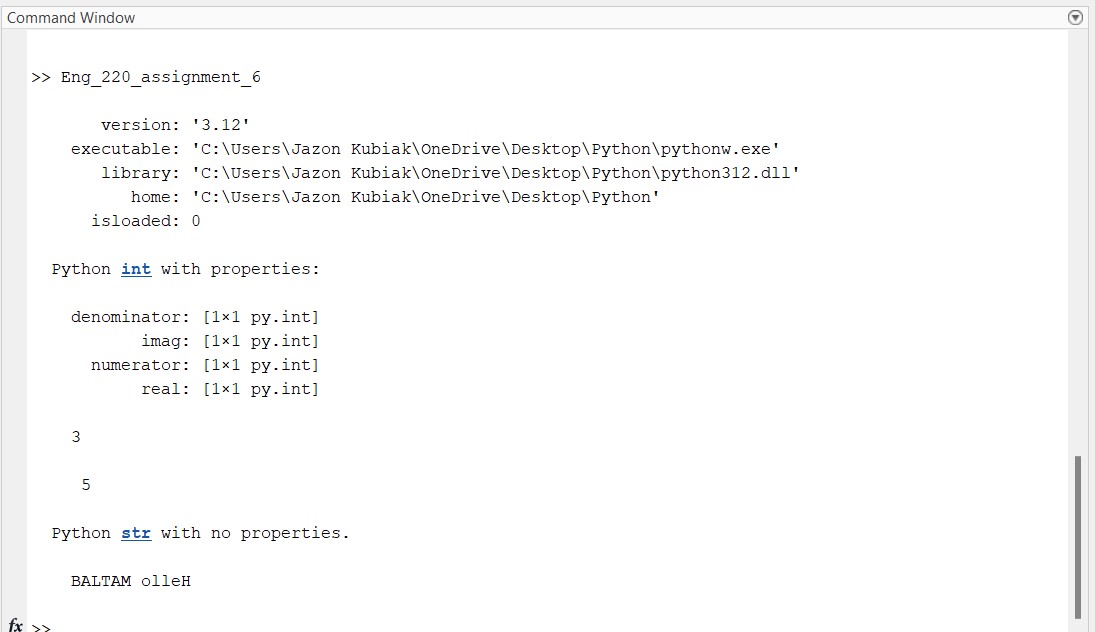 Command Window
>> Eng_220_assignment_6
version: '3.12'
executable: 'C:\Users\Jazon Kubiak\OneDrive\Desktop\Python\pythonw.exe'
library: 'C:\Users\Jazon Kubiak\OneDrive\Desktop\Python\python312.dll'
home: 'C:\Users\Jazon Kubiak\OneDrive\Desktop\Python'
isloaded: 0
Python int with properties:
denominator: [1×1 py.int]
imag: [1×1 py.int]
numerator: [1×1 py.int]
real: [1×1 py.int]
3
5
Python str with no properties.
BALTAM olleH
fx >>